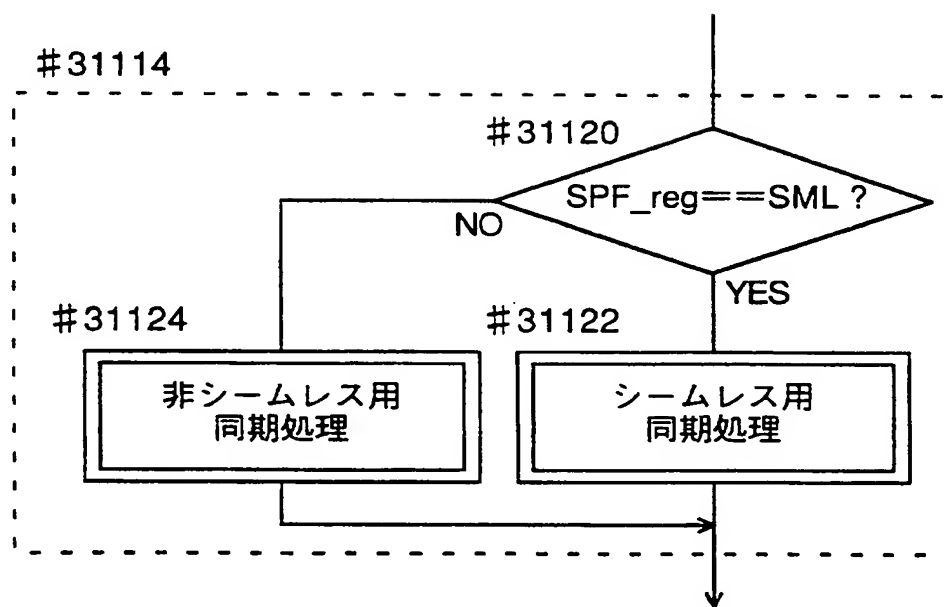 #31114
#31120
SPF_reg==SML ?
NO
YES
#31124
#31122
非シームレス用
同期処理
シームレス用
同期処理